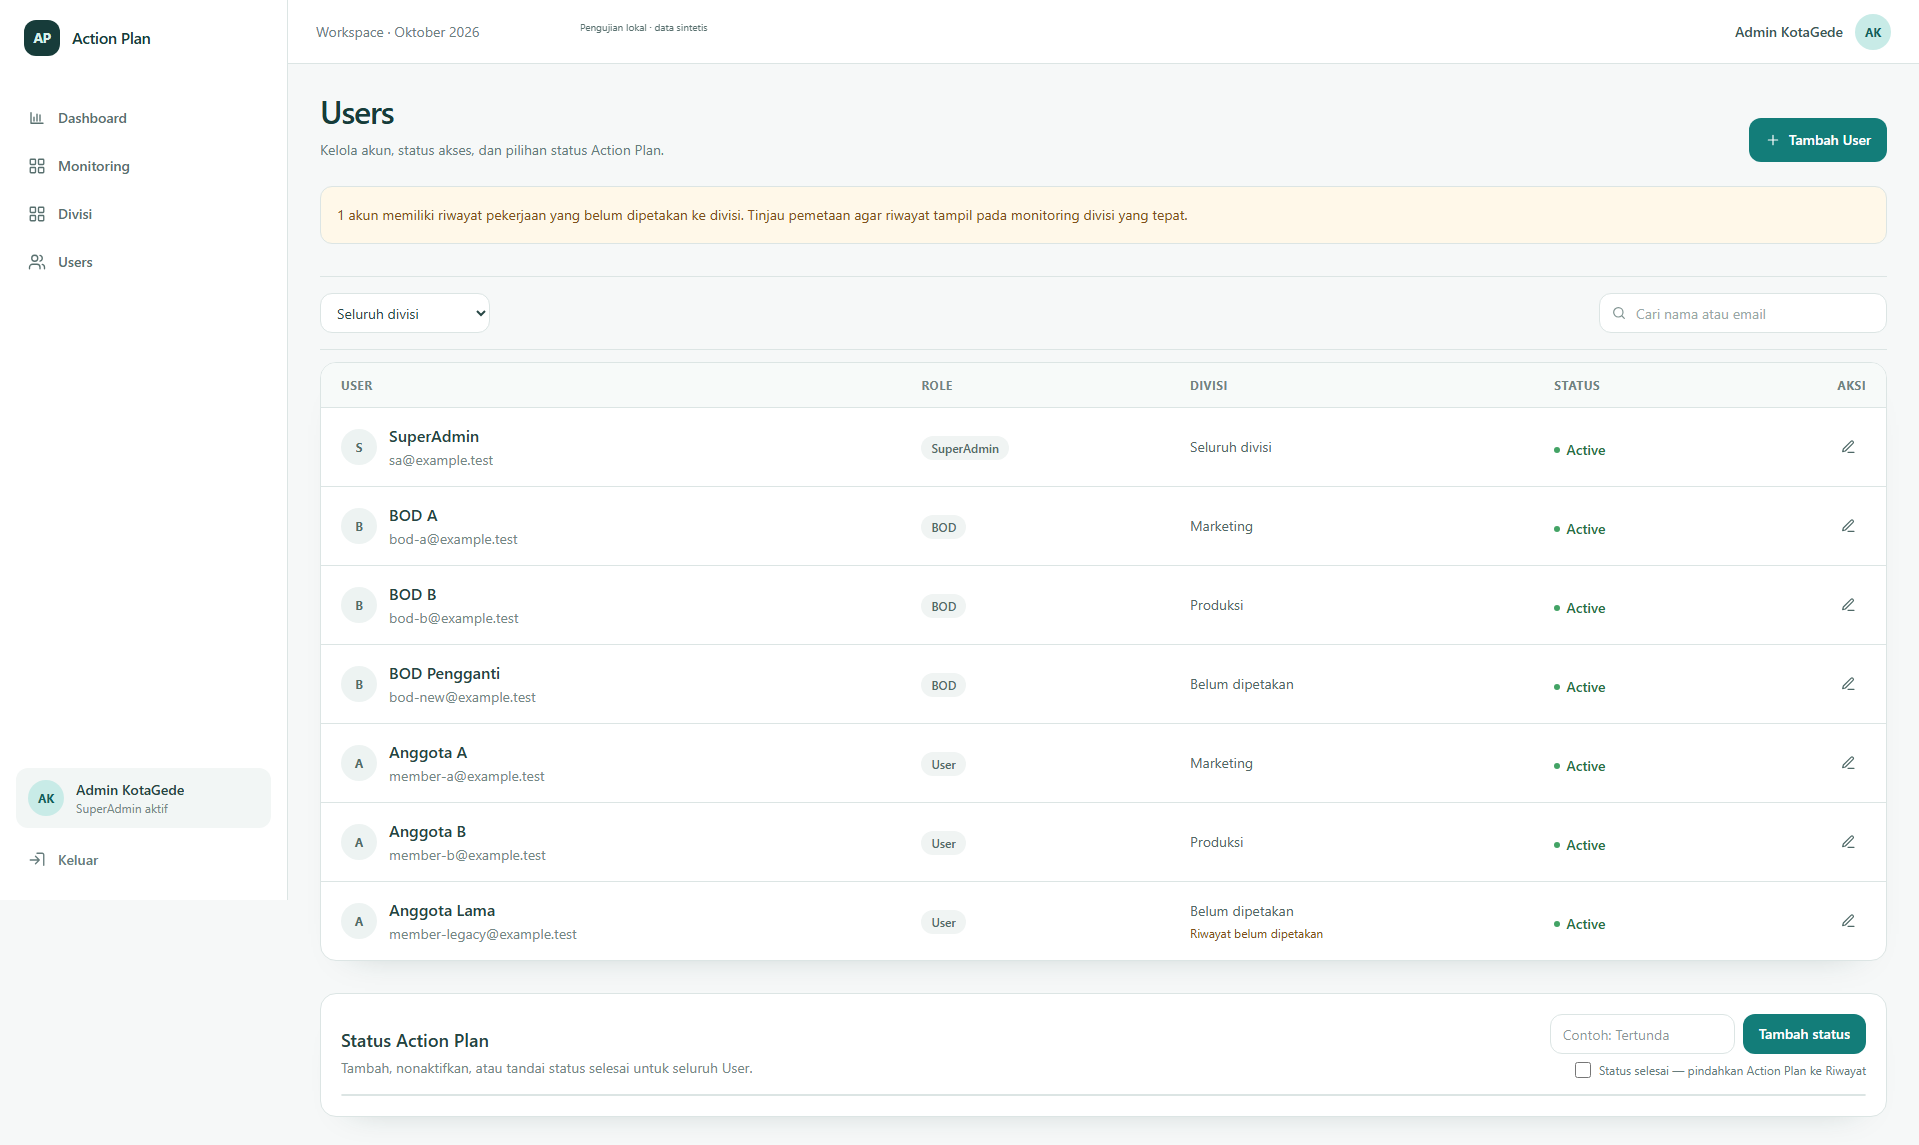 AP Action Plan
Dashboard
Monitoring
Divisi
Users
AK Admin KotaGede
SuperAdmin aktif
Keluar
Workspace · Oktober 2026
Pengujian lokal · data sintetis
Admin KotaGede AK
Users
Kelola akun, status akses, dan pilihan status Action Plan.
+ Tambah User
1 akun memiliki riwayat pekerjaan yang belum dipetakan ke divisi. Tinjau pemetaan agar riwayat tampil pada monitoring divisi yang tepat.
Seluruh divisi
Cari nama atau email
USER ROLE DIVISI STATUS AKSI
S SuperAdmin
sa@example.test
SuperAdmin Seluruh divisi Active
B BOD A
bod-a@example.test
BOD Marketing Active
B BOD B
bod-b@example.test
BOD Produksi Active
B BOD Pengganti
bod-new@example.test
BOD Belum dipetakan Active
A Anggota A
member-a@example.test
User Marketing Active
A Anggota B
member-b@example.test
User Produksi Active
A Anggota Lama
member-legacy@example.test
User Belum dipetakan
Riwayat belum dipetakan
Active
Status Action Plan
Tambah, nonaktifkan, atau tandai status selesai untuk seluruh User.
Contoh: Tertunda
Tambah status
Status selesai — pindahkan Action Plan ke Riwayat